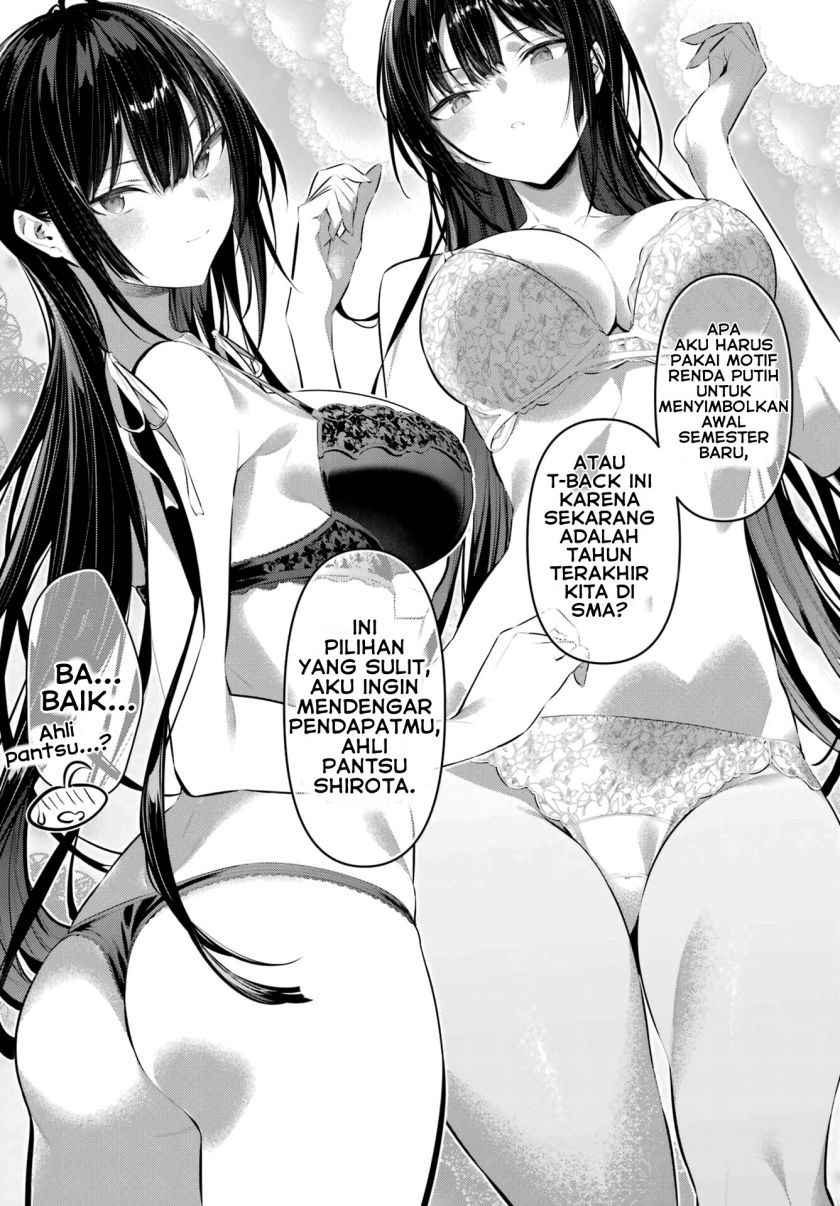 APA
AKU HARUS
PAKAI MOTIF
RENDA PUTIH
UNTUK
MENYIMBOLKAN
AWAL
SEMESTER
BARU,
ATAU
T-BACK INI
KARENA
SEKARANG
ADALAH
TAHUN
TERAKHIR
KITA DI
SMA?
INI
PILIHAN
YANG SULIT,
AKU INGIN
MENDENGAR
PENDAPATMU,
AHLI
PANTSU
SHIROTA.
BA...
BAIK...
Ahli
pantsu...?